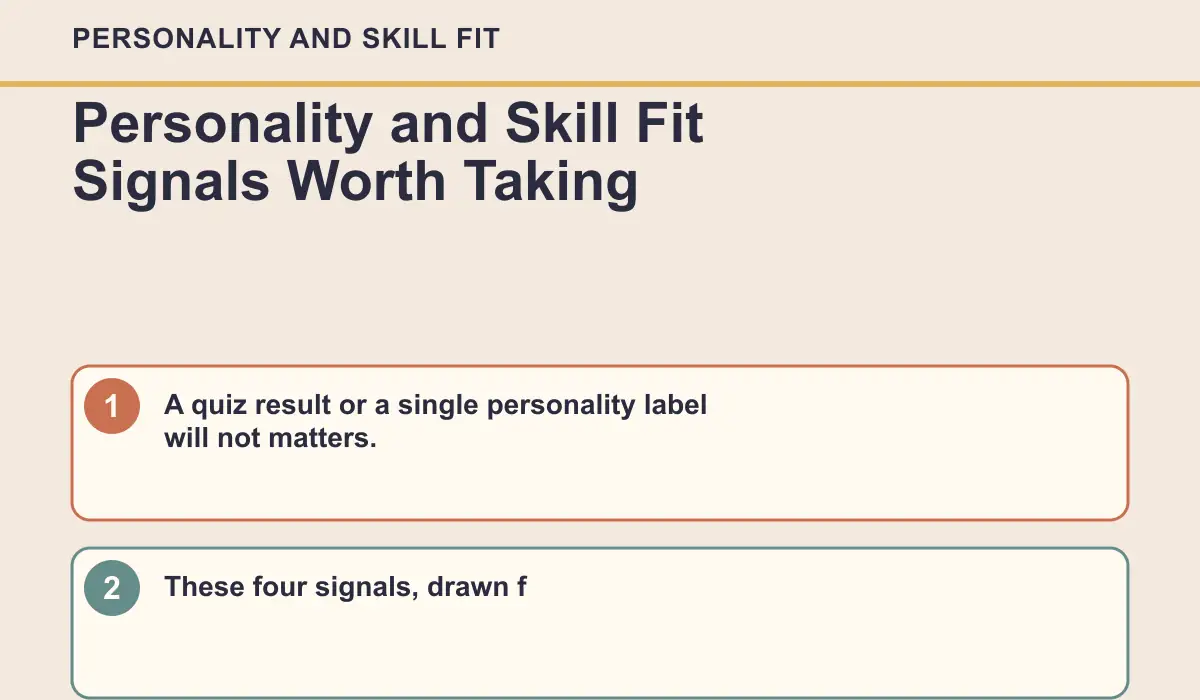 PERSONALITY AND SKILL FIT
Personality and Skill Fit
Signals Worth Taking
1
A quiz result or a single personality label
will not matters.
2
These four signals, drawn f